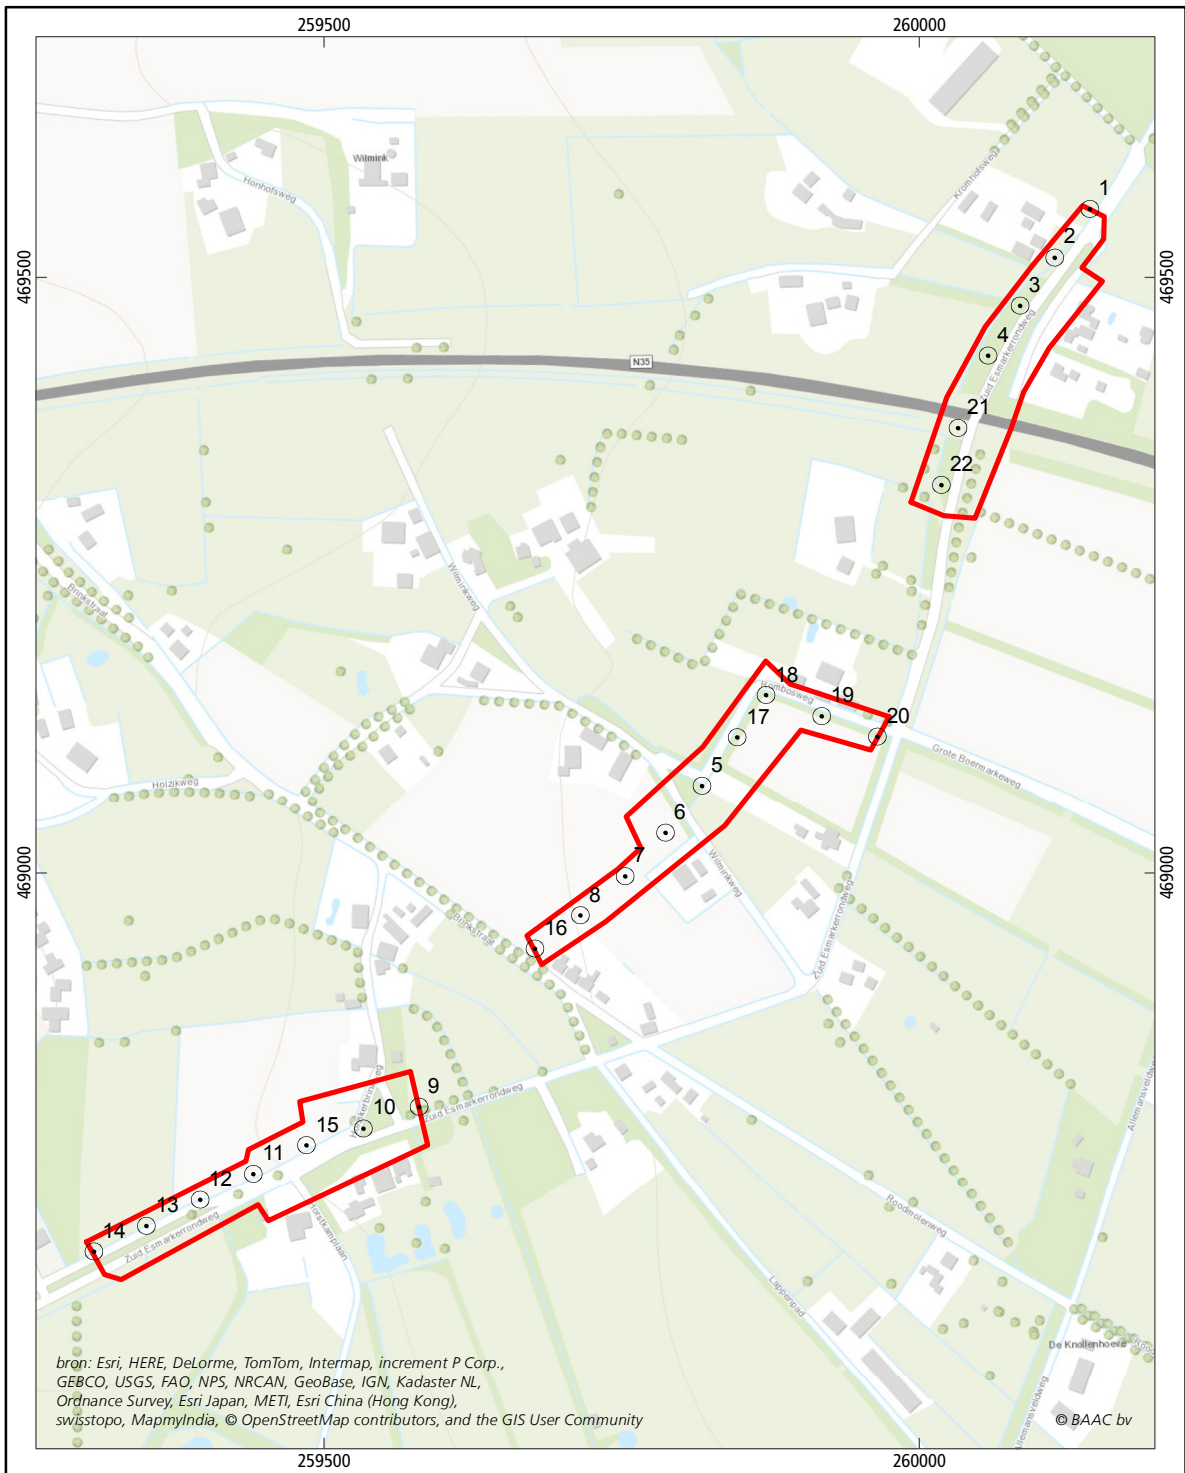 259500
260000
Wilmink
Kromhofsweg
Honhofsweg
1
2
469500
469500
3
Zuid Esmarkerrondweg
4
N35
21
22
Wilminkweg
Brinkstraat
18
Bombosweg
19
17
20
Grote Boermarkeweg
5
Holzikweg
6
Wilminkweg
7
469000
469000
8
Brinkstraat
16
Zuid Esmarkerrondweg
9
Zuid Esmarkerrondweg
10
15
11
12
13
14
Zuid Esmarkerrondweg
Horstkamplaan
Allemansveldweg
Roodmolenweg
Lappenpad
De Knollenhoeve
Allemansveldweg
bron: Esri, HERE, DeLorme, TomTom, Intermap, increment P Corp.,
GEBCO, USGS, FAO, NPS, NRCAN, GeoBase, IGN, Kadaster NL,
Ordnance Survey, Esri Japan, METI, Esri China (Hong Kong),
swisstopo, MapmyIndia, © OpenStreetMap contributors, and the GIS User Community
© BAAC bv
259500
260000